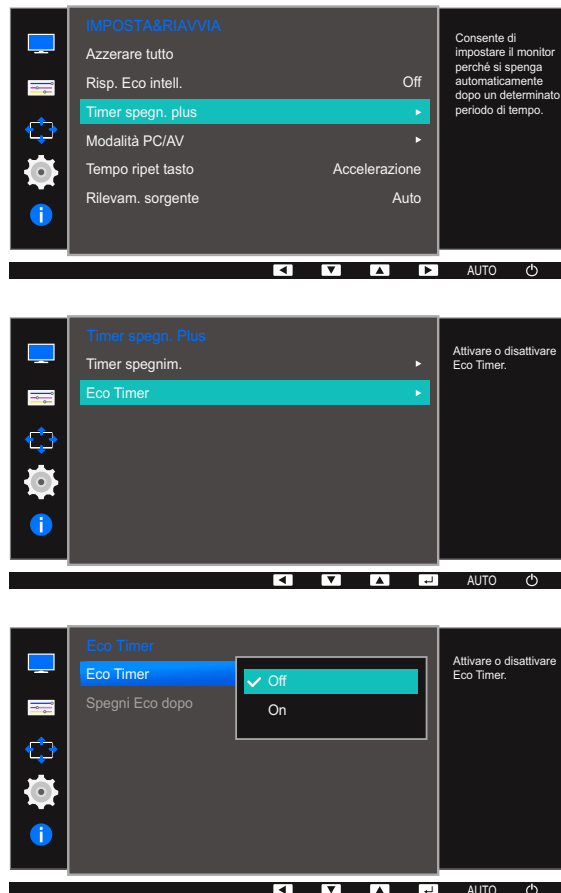 IMPOSTA&RIAVVIA
Azzerare tutto
Risp. Eco intell. Off
Timer spegn. plus
Modalità PC/AV
Tempo ripet tasto Accelerazione
Rilevam. sorgente Auto
Consente di
impostare il monitor
perché si spenga
automaticamente
dopo un determinato
periodo di tempo.
AUTO
Timer spegn. Plus
Timer spegnim.
Eco Timer
Attivare o disattivare
Eco Timer.
AUTO
Eco Timer
Eco Timer
Off
Spegni Eco dopo
On
Attivare o disattivare
Eco Timer.
AUTO